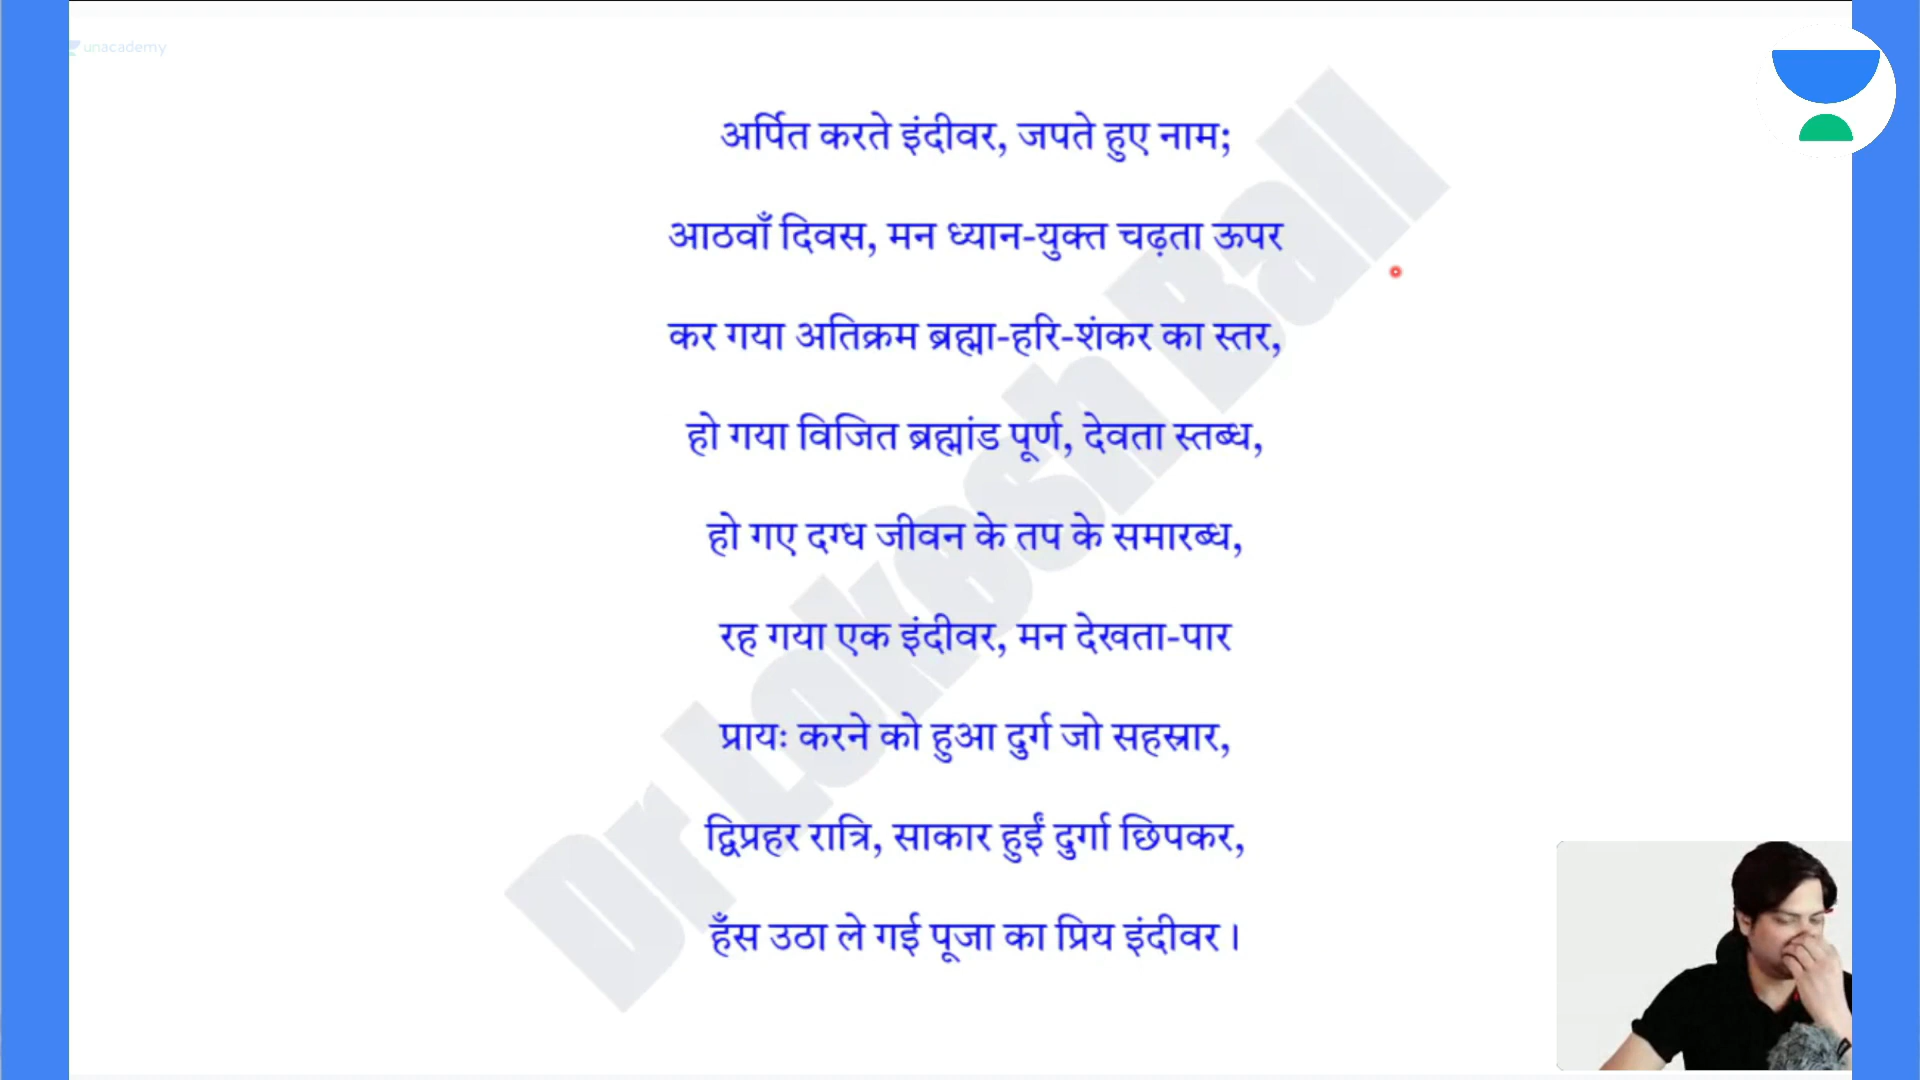 unacademy
अर्पित करते इंदीवर, जपते हुए नाम;
आठवाँ दिवस, मन ध्यान-युक्त चढ़ता ऊपर
कर गया अतिक्रम ब्रह्मा-हरि-शंकर का स्तर,
हो गया विजित ब्रह्मांड पूर्ण, देवता स्तब्ध,
हो गए दग्ध जीवन के तप के समारब्ध,
रह गया एक इंदीवर, मन देखता-पार
प्रायः करने को हुआ दुर्ग जो सहस्रार,
द्विप्रहर रात्रि, साकार हुईं दुर्गा छिपकर,
हँस उठा ले गई पूजा का प्रिय इंदीवर।
Dr Lokesh Bali